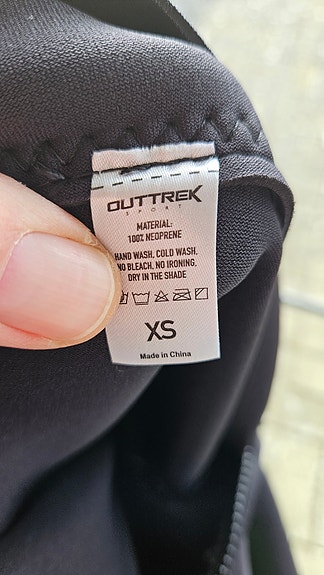 OUTTREK
SPORT
MATERIAL:
100% NEOPRENE
HAND WASH, COLD WASH.
NO BLEACH, NO IRONING.
DRY IN THE SHADE
XS
Made in China